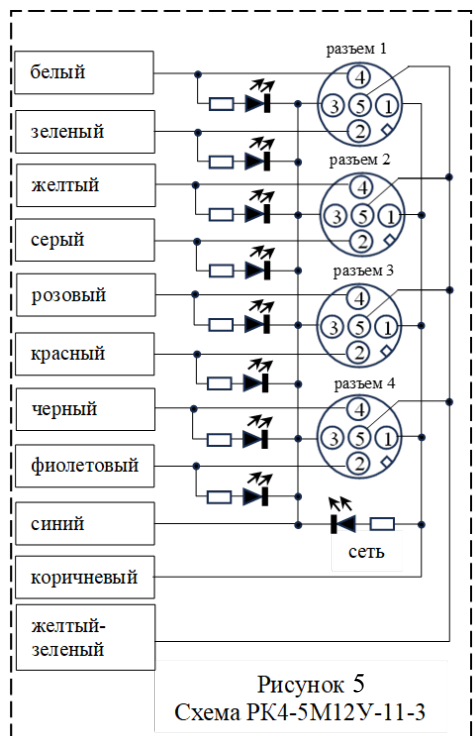 разъем 1
белый
4
3 5 1
зеленый
2
разъем 2
желтый
4
3 5 1
серый
2
разъем 3
розовый
4
3 5 1
красный
2
разъем 4
черный
4
3 5 1
фиолетовый
2
синий
сеть
коричневый
желтый-
зеленый
Рисунок 5
Схема РК4-5М12У-11-3